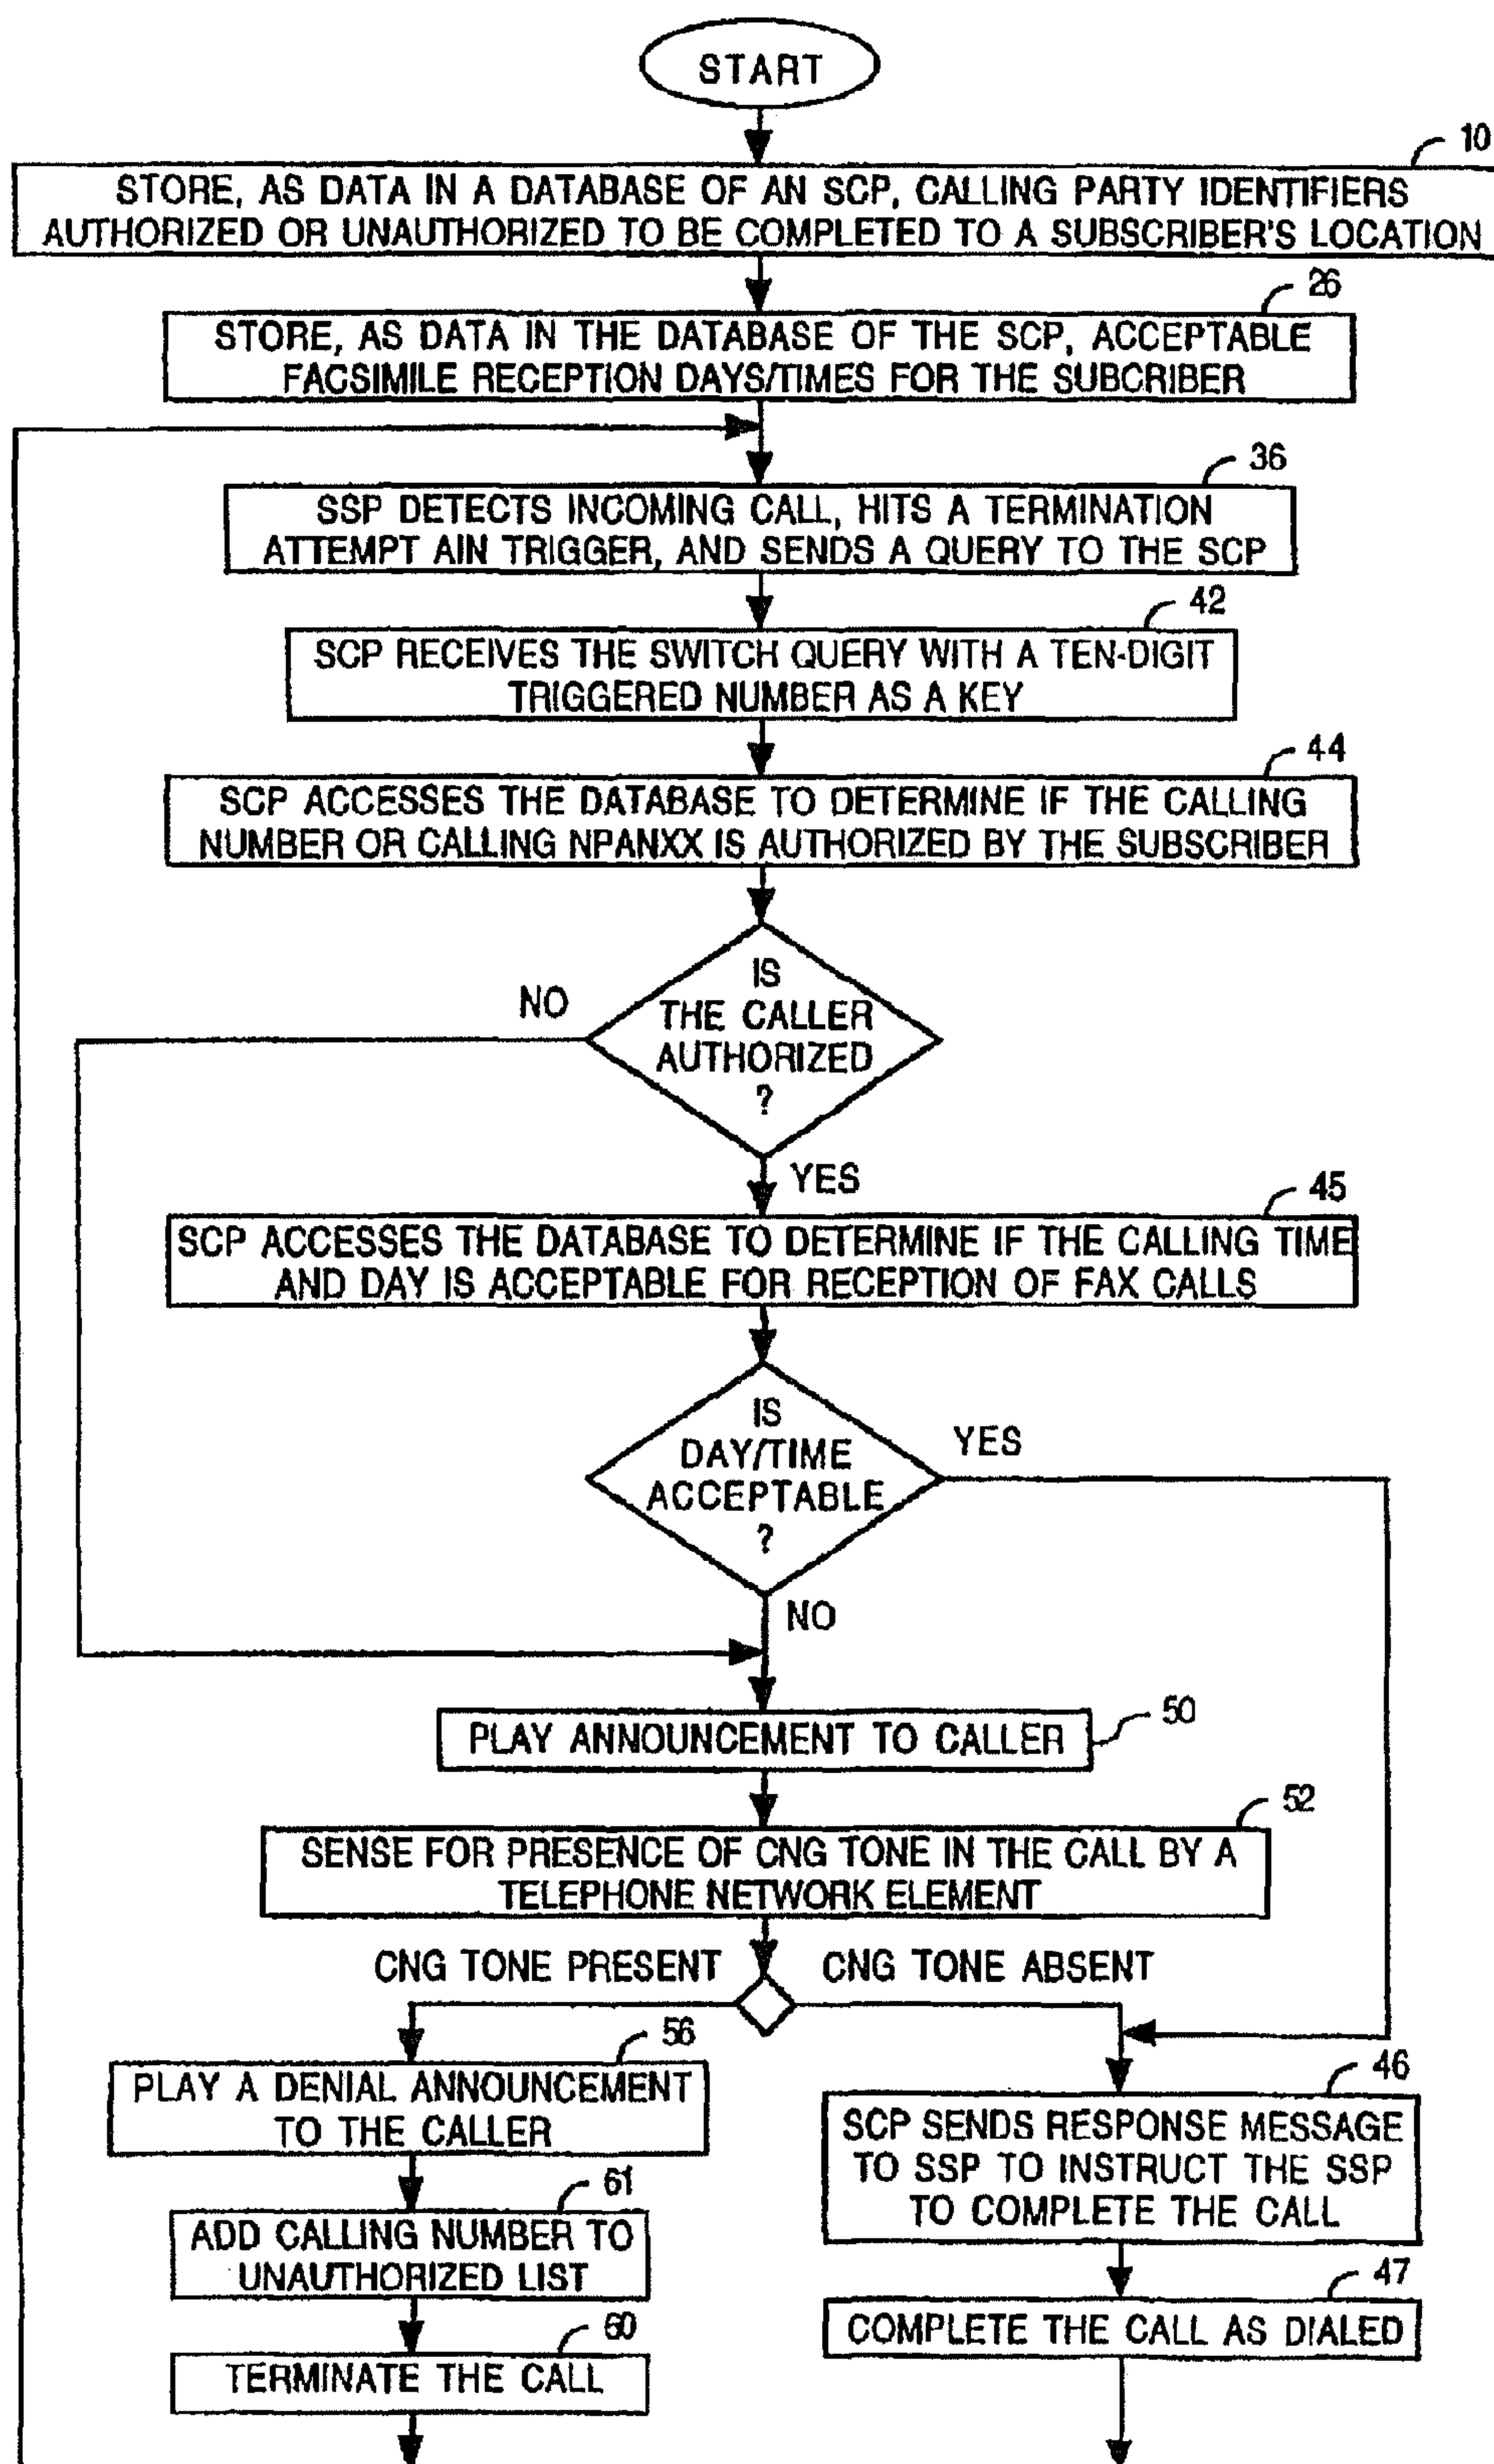 START
10
STORE, AS DATA IN A DATABASE OF AN SCP, CALLING PARTY IDENTIFIERS
AUTHORIZED OR UNAUTHORIZED TO BE COMPLETED TO A SUBSCRIBER'S LOCATION
26
STORE, AS DATA IN THE DATABASE OF THE SCP, ACCEPTABLE
FACSIMILE RECEPTION DAYS/TIMES FOR THE SUBCRIBER
36
SSP DETECTS INCOMING CALL, HITS A TERMINATION
ATTEMPT AIN TRIGGER, AND SENDS A QUERY TO THE SCP
42
SCP RECEIVES THE SWITCH QUERY WITH A TEN-DIGIT
TRIGGERED NUMBER AS A KEY
44
SCP ACCESSES THE DATABASE TO DETERMINE IF THE CALLING
NUMBER OR CALLING NPANXX IS AUTHORIZED BY THE SUBSCRIBER
IS
THE CALLER
AUTHORIZED
?
NO
YES
45
SCP ACCESSES THE DATABASE TO DETERMINE IF THE CALLING TIME
AND DAY IS ACCEPTABLE FOR RECEPTION OF FAX CALLS
IS
DAY/TIME
ACCEPTABLE
?
YES
NO
50
PLAY ANNOUNCEMENT TO CALLER
52
SENSE FOR PRESENCE OF CNG TONE IN THE CALL BY A
TELEPHONE NETWORK ELEMENT
CNG TONE PRESENT
CNG TONE ABSENT
56
PLAY A DENIAL ANNOUNCEMENT
TO THE CALLER
61
ADD CALLING NUMBER TO
UNAUTHORIZED LIST
60
TERMINATE THE CALL
46
SCP SENDS RESPONSE MESSAGE
TO SSP TO INSTRUCT THE SSP
TO COMPLETE THE CALL
47
COMPLETE THE CALL AS DIALED